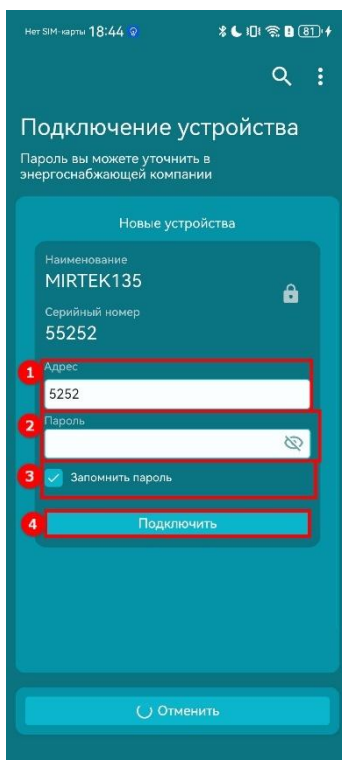 Нет SIM-карты 18:44 81
Подключение устройства
Пароль вы можете уточнить в
энергоснабжающей компании
Новые устройства
Наименование
MIRTEK135
Серийный номер
55252
1 Адрес
5252
2 Пароль
3 Запомнить пароль
4 Подключить
Отменить